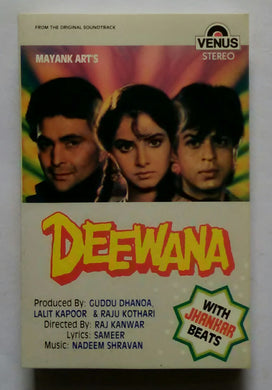 FROM THE ORIGINAL SOUNDTRACK
VENUS
STEREO
MAYANK ART'S
DEEWANA
Produced By: GUDDU DHANOA,
LALIT KAPOOR & RAJU KOTHARI
Directed By: RAJ KANWAR
Lyrics: SAMEER
Music: NADEEM SHRAVAN
WITH
JHANKAR
BEATS